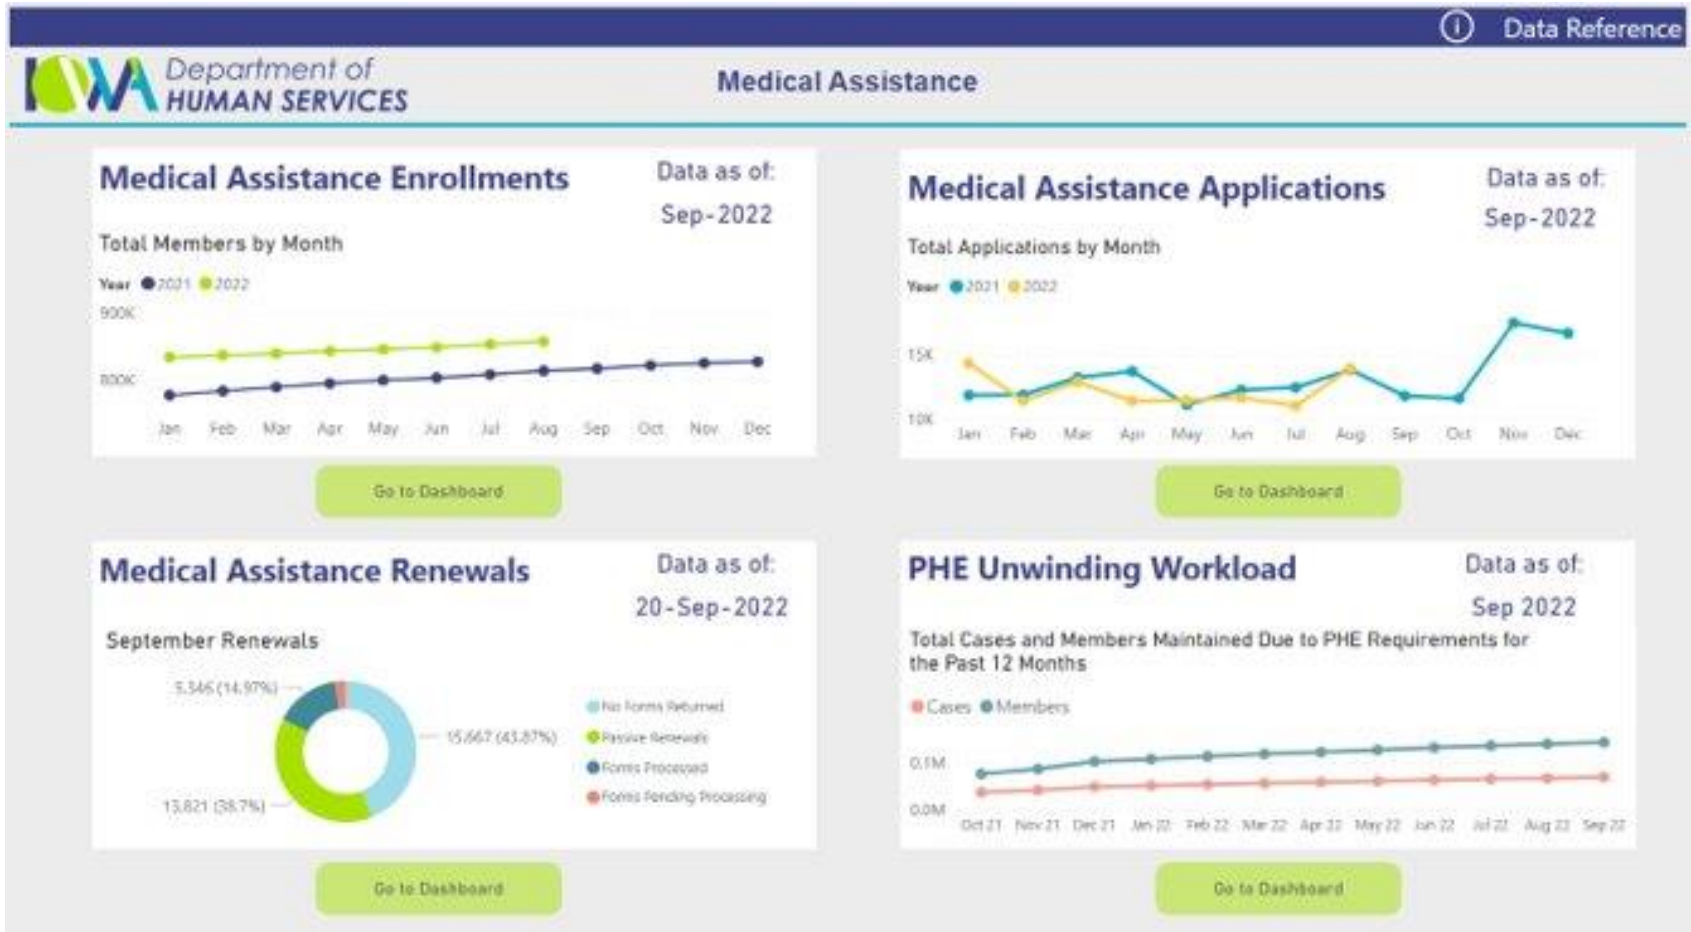 Data Reference
IOWA Department of
HUMAN SERVICES
Medical Assistance
Medical Assistance Enrollments
Data as of:
Sep-2022
Total Members by Month
Year 2021 2022
900K
800K
Jan Feb Mar Apr May Jun Jul Aug Sep Oct Nov Dec
Go to Dashboard
Medical Assistance Applications
Data as of:
Sep-2022
Total Applications by Month
Year 2021 2022
15K
10K
Jan Feb Mar Apr May Jun Jul Aug Sep Oct Nov Dec
Go to Dashboard
Medical Assistance Renewals
Data as of:
20-Sep-2022
September Renewals
5,346 (14.97%)
15,667 (43.87%)
13,821 (38.7%)
No Forms Returned
Passive Renewals
Forms Processed
Forms Pending Processing
Go to Dashboard
PHE Unwinding Workload
Data as of:
Sep 2022
Total Cases and Members Maintained Due to PHE Requirements for
the Past 12 Months
Cases Members
0.1M
0.0M
Oct 21 Nov 21 Dec 21 Jan 22 Feb 22 Mar 22 Apr 22 May 22 Jun 22 Jul 22 Aug 22 Sep 22
Go to Dashboard